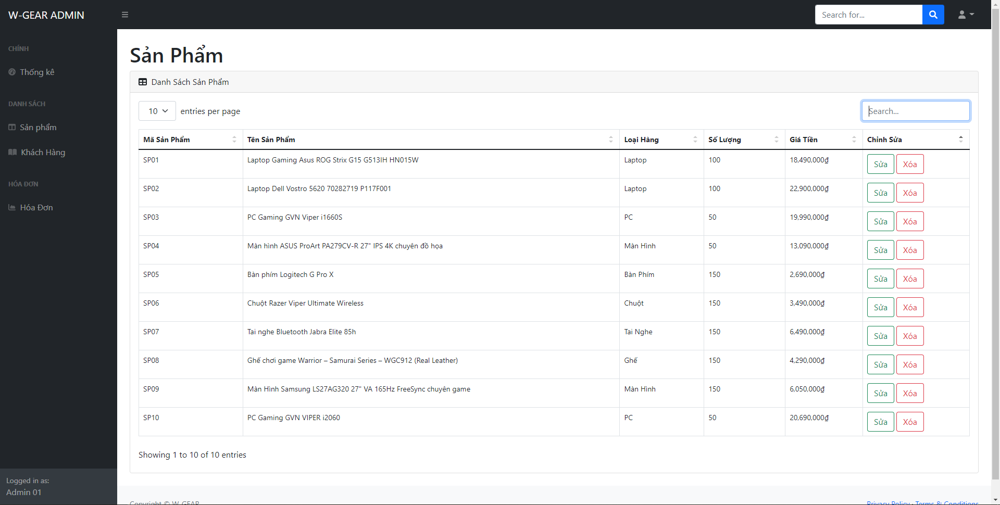 W-GEAR ADMIN
Search for...
CHÍNH
Thống kê
DANH SÁCH
Sản phẩm
Khách Hàng
HÓA ĐƠN
Hóa Đơn
Logged in as:
Admin 01
Sản Phẩm
Danh Sách Sản Phẩm
10 entries per page
Search...
Mã Sản Phẩm Tên Sản Phẩm Loại Hàng Số Lượng Giá Tiền Chỉnh Sửa
SP01 Laptop Gaming Asus ROG Strix G15 G513IH HN015W Laptop 100 18,490,000₫ Sửa Xóa
SP02 Laptop Dell Vostro 5620 70282719 P117F001 Laptop 100 22,900,000₫ Sửa Xóa
SP03 PC Gaming GVN Viper i1660S PC 50 19,990,000₫ Sửa Xóa
SP04 Màn hình ASUS ProArt PA279CV-R 27" IPS 4K chuyên đồ họa Màn Hình 50 13,090,000₫ Sửa Xóa
SP05 Bàn phím Logitech G Pro X Bàn Phím 150 2,690,000₫ Sửa Xóa
SP06 Chuột Razer Viper Ultimate Wireless Chuột 150 3,490,000₫ Sửa Xóa
SP07 Tai nghe Bluetooth Jabra Elite 85h Tai Nghe 150 6,490,000₫ Sửa Xóa
SP08 Ghế chơi game Warrior – Samurai Series – WGC912 (Real Leather) Ghế 150 4,290,000₫ Sửa Xóa
SP09 Màn Hình Samsung LS27AG320 27" VA 165Hz FreeSync chuyên game Màn Hình 150 6,050,000₫ Sửa Xóa
SP10 PC Gaming GVN VIPER i2060 PC 50 20,690,000₫ Sửa Xóa
Showing 1 to 10 of 10 entries
Copyright © W-GEAR
Privacy Policy · Terms & Conditions